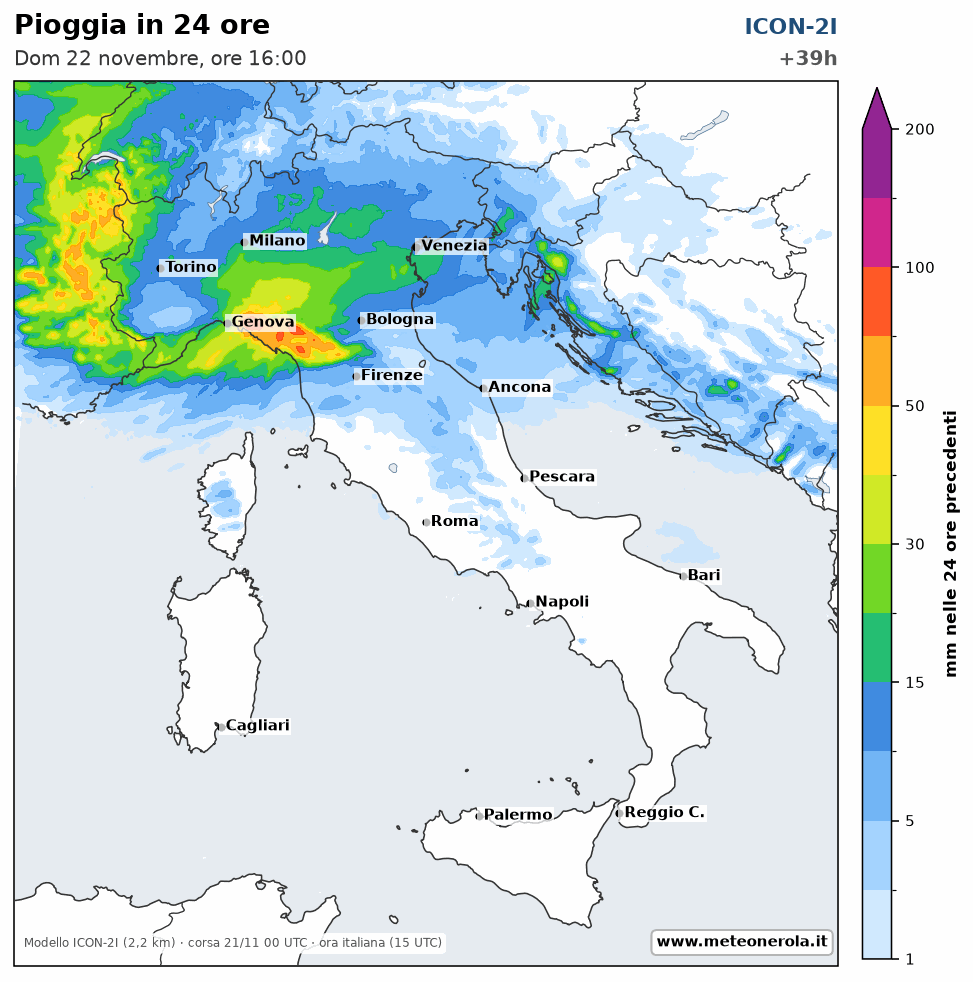 Pioggia in 24 ore
ICON-2I
Dom 22 novembre, ore 16:00
+39h
200
100
50
30
15
5
1
mm nelle 24 ore precedenti
Milano
Venezia
Torino
Genova
Bologna
Firenze
Ancona
Pescara
Roma
Bari
Napoli
Cagliari
Palermo
Reggio C.
Modello ICON-2I (2,2 km) · corsa 21/11 00 UTC · ora italiana (15 UTC)
www.meteonerola.it